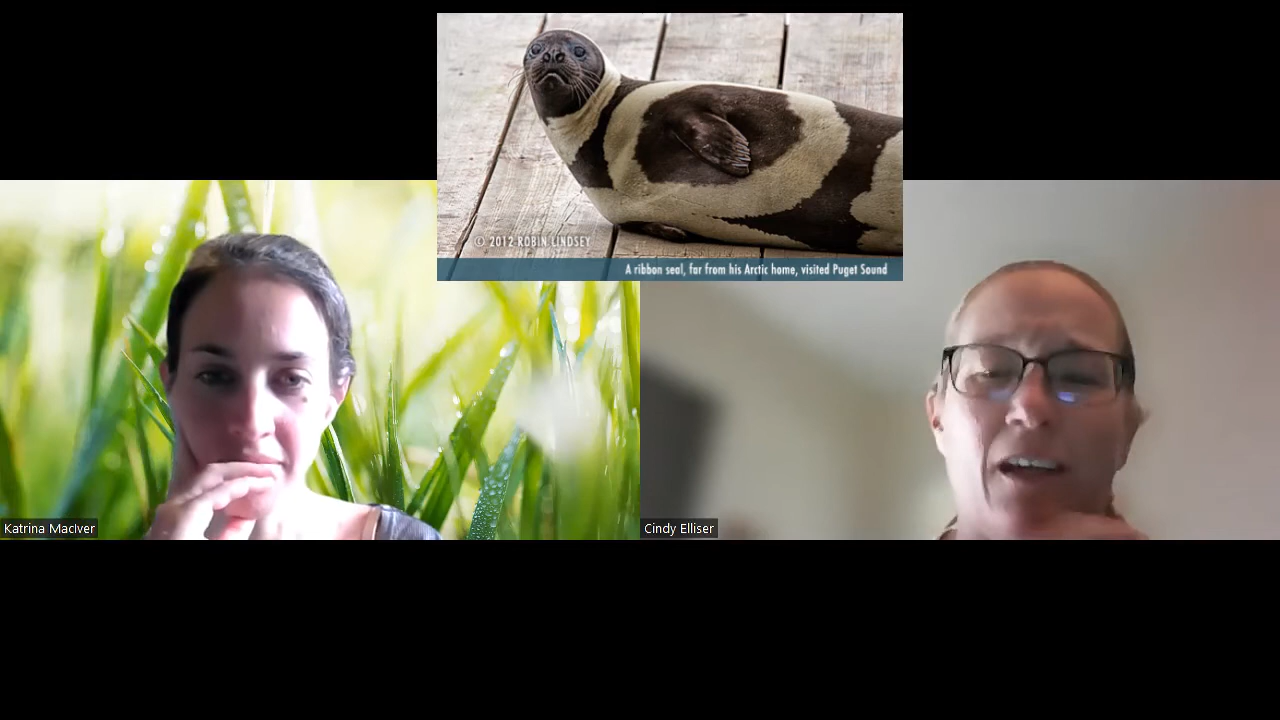 © 2012 ROBIN LINDSEY
A ribbon seal, far from his Arctic home, visited Puget Sound
Katrina MacIver
Cindy Elliser